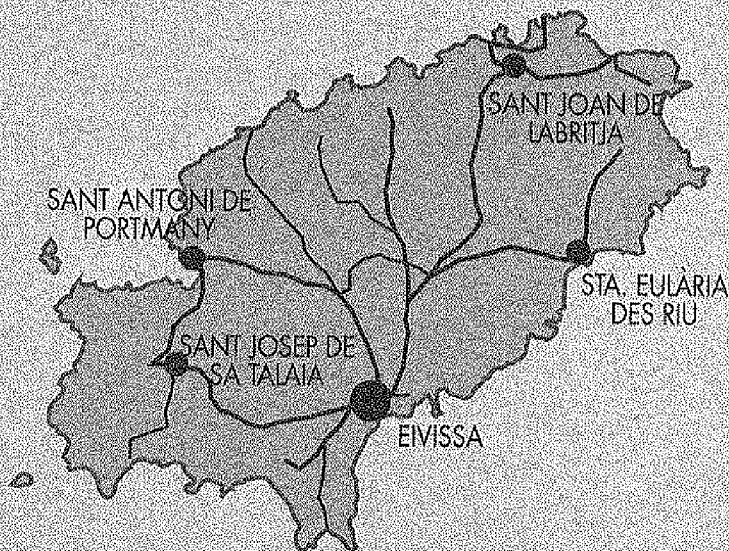 SANT JOAN DE
LABRITJA
SANT ANTONI DE
PORTMANY
STA. EULÀRIA
DES RIU
SANT JOSEP DE
SA TALAIA
EIVISSA